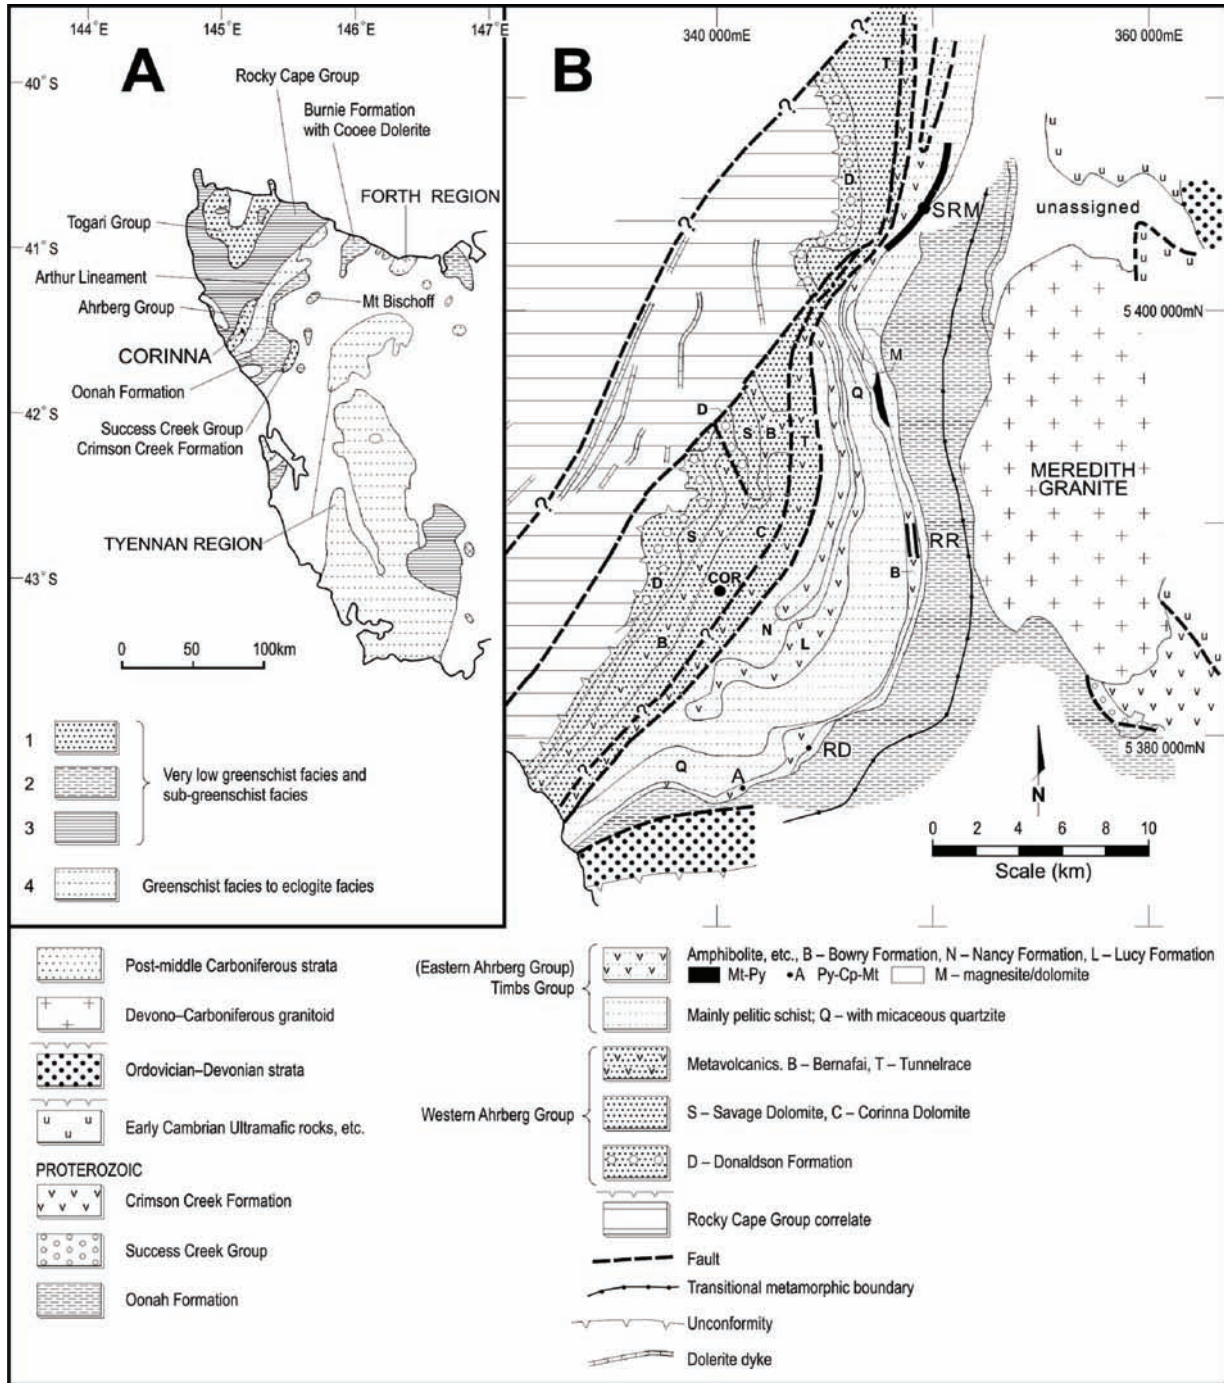 144°E
145°E
146°E
147°E
40°S
41°S
42°S
43°S
A
Rocky Cape Group
Burnie Formation
with Cooee Dolerite
FORTH REGION
Togari Group
Arthur Lineament
Ahrberg Group
Mt Bischoff
CORINNA
Oonah Formation
Success Creek Group
Crimson Creek Formation
TYENNAN REGION
0 50 100km
1
2
3
Very low greenschist facies and
sub-greenschist facies
4
Greenschist facies to eclogite facies
B
340 000mE
360 000mE
?
T
D
SRM
u
u
u
u
u
u
u
unassigned
u
u
u
u
u
5 400 000mN
?
M
Q
D
S
B
T
MEREDITH
GRANITE
?
S
C
RR
D
COR
B
B
N
L
?
?
?
Q
A
RD
u
u
u
u
5 380 000mN
N
0 2 4 6 8 10
Scale (km)
Post-middle Carboniferous strata
Devono–Carboniferous granitoid
Ordovician–Devonian strata
u u
u
Early Cambrian Ultramafic rocks, etc.
PROTEROZOIC
Crimson Creek Formation
Success Creek Group
Oonah Formation
(Eastern Ahrberg Group)
Timbs Group
Amphibolite, etc., B – Bowry Formation, N – Nancy Formation, L – Lucy Formation
Mt-Py •A Py-Cp-Mt M – magnesite/dolomite
Mainly pelitic schist; Q – with micaceous quartzite
Western Ahrberg Group
Metavolcanics. B – Bernafai, T – Tunnelrace
S – Savage Dolomite, C – Corinna Dolomite
D – Donaldson Formation
Rocky Cape Group correlate
Fault
Transitional metamorphic boundary
Unconformity
Dolerite dyke